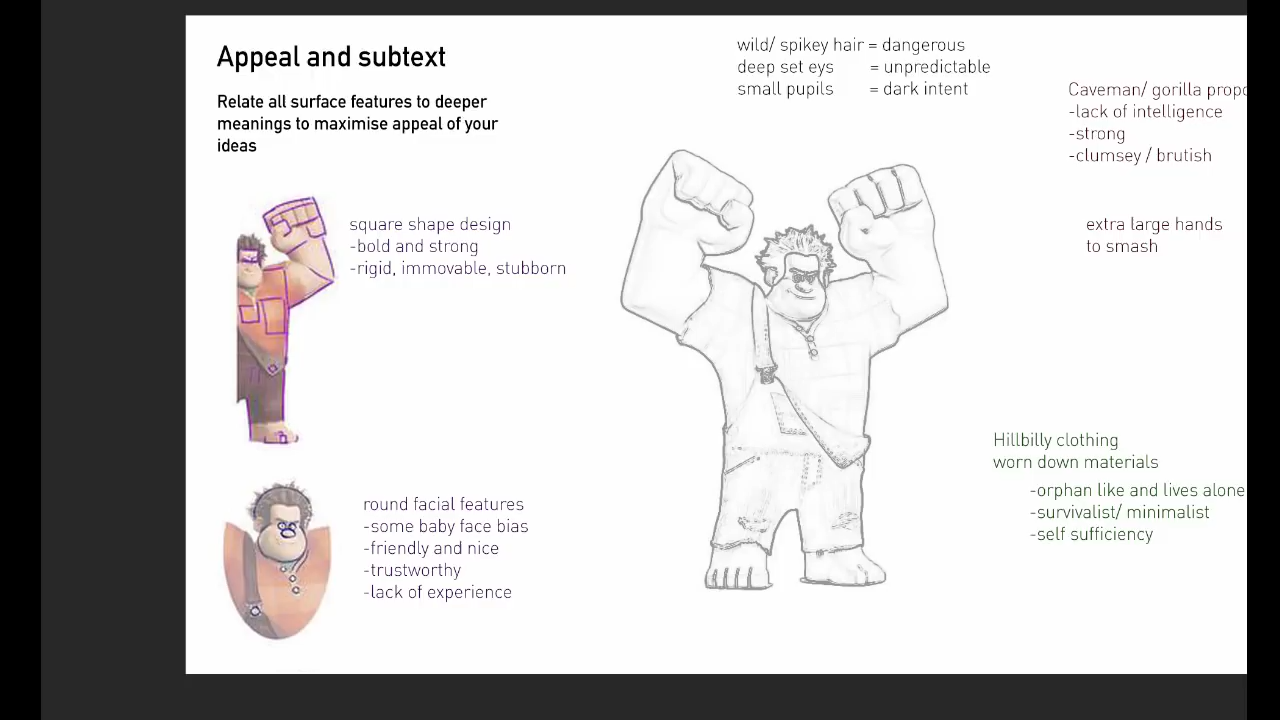 Appeal and subtext
Relate all surface features to deeper
meanings to maximise appeal of your
ideas
square shape design
-bold and strong
-rigid, immovable, stubborn
round facial features
-some baby face bias
-friendly and nice
-trustworthy
-lack of experience
wild/ spikey hair = dangerous
deep set eys = unpredictable
small pupils = dark intent
Caveman/ gorilla propo
-lack of intelligence
-strong
-clumsey / brutish
extra large hands
to smash
Hillbilly clothing
worn down materials
-orphan like and lives alone
-survivalist/ minimalist
-self sufficiency